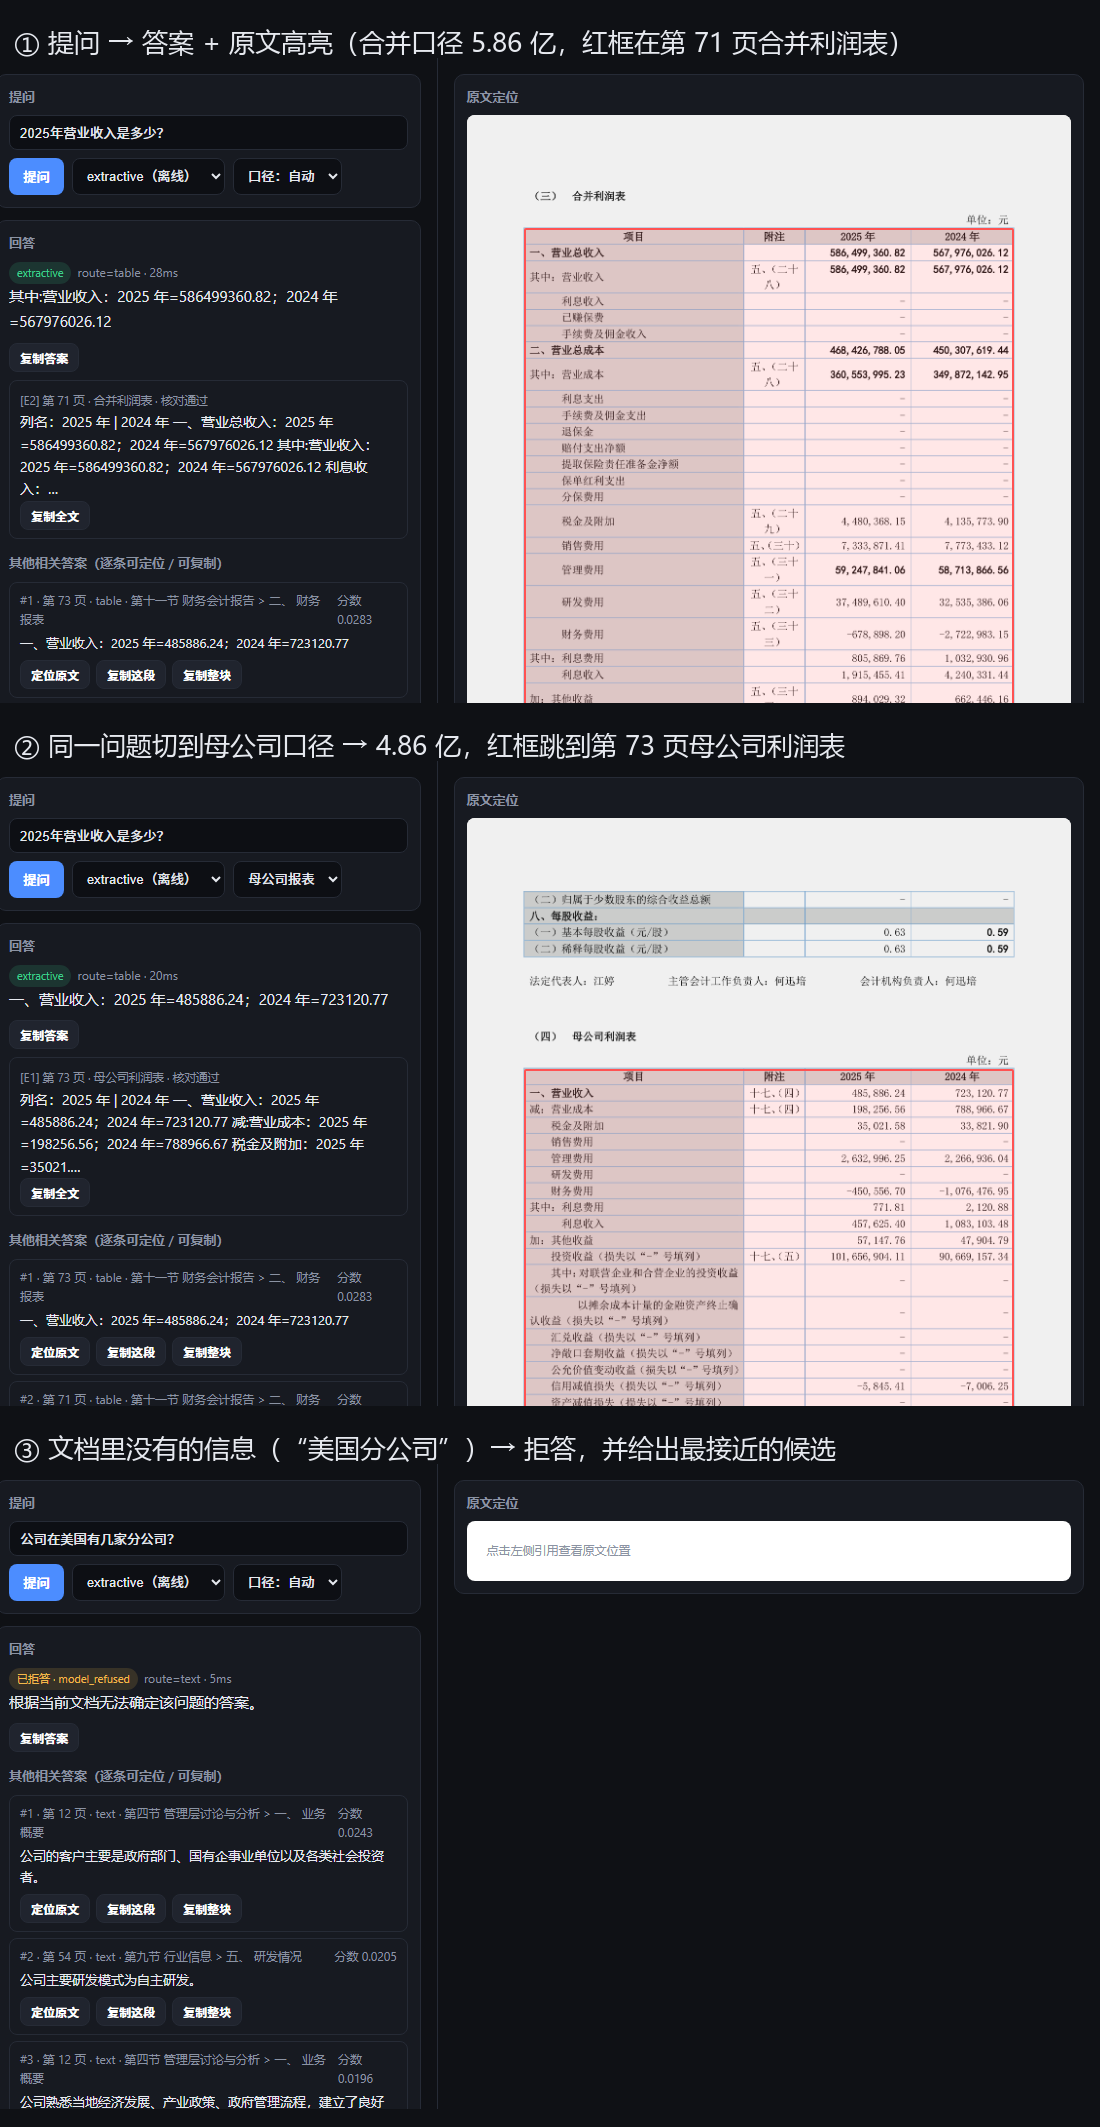 ① 提问 → 答案 + 原文高亮（合并口径 5.86 亿，红框在第 71 页合并利润表）
提问
2025年营业收入是多少？
提问
extractive（离线）
口径：自动
回答
extractive route=table · 28ms
其中:营业收入：2025 年=586499360.82；2024 年
=567976026.12
复制答案
[E2] 第 71 页 · 合并利润表 · 核对通过
列名：2025 年 | 2024 年 一、营业总收入：2025 年
=586499360.82；2024 年=567976026.12 其中:营业收入：
2025 年=586499360.82；2024 年=567976026.12 利息收
入：...
复制全文
其他相关答案（逐条可定位 / 可复制）
#1 · 第 73 页 · table · 第十一节 财务会计报告 > 二、 财务 分数
报表 0.0283
一、营业收入：2025 年=485886.24；2024 年=723120.77
定位原文 复制这段 复制整块
原文定位
（三） 合并利润表
单位：元
项目 附注 2025 年 2024 年
一、营业总收入 586,499,360.82 567,976,026.12
其中：营业收入 五、（二十八） 586,499,360.82 567,976,026.12
利息收入 - -
已赚保费 - -
手续费及佣金收入 - -
二、营业总成本 468,426,788.05 450,307,619.44
其中：营业成本 五、（二十八） 360,553,995.23 349,872,142.95
利息支出 - -
手续费及佣金支出 - -
退保金 - -
赔付支出净额 - -
提取保险责任准备金净额 - -
保单红利支出 - -
分保费用 - -
税金及附加 五、（二十九） 4,480,368.15 4,135,773.90
销售费用 五、（三十） 7,333,871.41 7,773,433.12
管理费用 五、（三十一） 59,247,841.06 58,713,866.56
研发费用 五、（三十二） 37,489,610.40 32,535,386.06
财务费用 五、（三十三） -678,898.20 -2,722,983.15
其中：利息费用 805,869.76 1,032,930.96
利息收入 1,915,455.41 4,240,331.44
加：其他收益 五、（三十 894,029.32 662,446.16
② 同一问题切到母公司口径 → 4.86 亿，红框跳到第 73 页母公司利润表
提问
2025年营业收入是多少？
提问
extractive（离线）
母公司报表
回答
extractive route=table · 20ms
一、营业收入：2025 年=485886.24；2024 年=723120.77
复制答案
[E1] 第 73 页 · 母公司利润表 · 核对通过
列名：2025 年 | 2024 年 一、营业收入：2025 年
=485886.24；2024 年=723120.77 减:营业成本：2025 年
=198256.56；2024 年=788966.67 税金及附加：2025 年
=35021....
复制全文
其他相关答案（逐条可定位 / 可复制）
#1 · 第 73 页 · table · 第十一节 财务会计报告 > 二、 财务 分数
报表 0.0283
一、营业收入：2025 年=485886.24；2024 年=723120.77
定位原文 复制这段 复制整块
#2 · 第 71 页 · table · 第十一节 财务会计报告 > 二、 财务 分数
原文定位
（二）归属于少数股东的综合收益总额 - -
八、每股收益：
（一）基本每股收益（元/股） 0.63 0.59
（二）稀释每股收益（元/股） 0.63 0.59
法定代表人：江婷 主管会计工作负责人：何迅培 会计机构负责人：何迅培
（四） 母公司利润表
单位：元
项目 附注 2025 年 2024 年
一、营业收入 十七、（四） 485,886.24 723,120.77
减：营业成本 十七、（四） 198,256.56 788,966.67
税金及附加 35,021.58 33,821.90
销售费用 - -
管理费用 2,632,996.25 2,266,936.04
研发费用 - -
财务费用 -450,556.70 -1,076,476.95
其中：利息费用 771.81 2,120.88
利息收入 457,625.40 1,083,103.48
加：其他收益 57,147.76 47,904.79
投资收益（损失以“-”号填列） 十七、（五） 101,656,904.11 90,669,157.34
其中：对联营企业和合营企业的投资收益 - -
（损失以“-”号填列）
以摊余成本计量的金融资产终止确 - -
认收益（损失以“-”号填列）
汇兑收益（损失以“-”号填列） - -
净敞口套期收益（损失以“-”号填列） - -
公允价值变动收益（损失以“-”号填列） - -
信用减值损失（损失以“-”号填列） -5,845.41 -7,006.25
资产减值损失（损失以“-”号填列） - -
③ 文档里没有的信息（“美国分公司”）→ 拒答，并给出最接近的候选
提问
公司在美国有几家分公司？
提问
extractive（离线）
口径：自动
回答
已拒答 · model_refused route=text · 5ms
根据当前文档无法确定该问题的答案。
复制答案
其他相关答案（逐条可定位 / 可复制）
#1 · 第 12 页 · text · 第四节 管理层讨论与分析 > 一、 业务 分数
概要 0.0243
公司的客户主要是政府部门、国有企事业单位以及各类社会投资
者。
定位原文 复制这段 复制整块
#2 · 第 54 页 · text · 第九节 行业信息 > 五、 研发情况 分数 0.0205
公司主要研发模式为自主研发。
定位原文 复制这段 复制整块
#3 · 第 12 页 · text · 第四节 管理层讨论与分析 > 一、 业务 分数
概要 0.0196
公司熟悉当地经济发展、产业政策、政府管理流程，建立了良好
原文定位
点击左侧引用查看原文位置